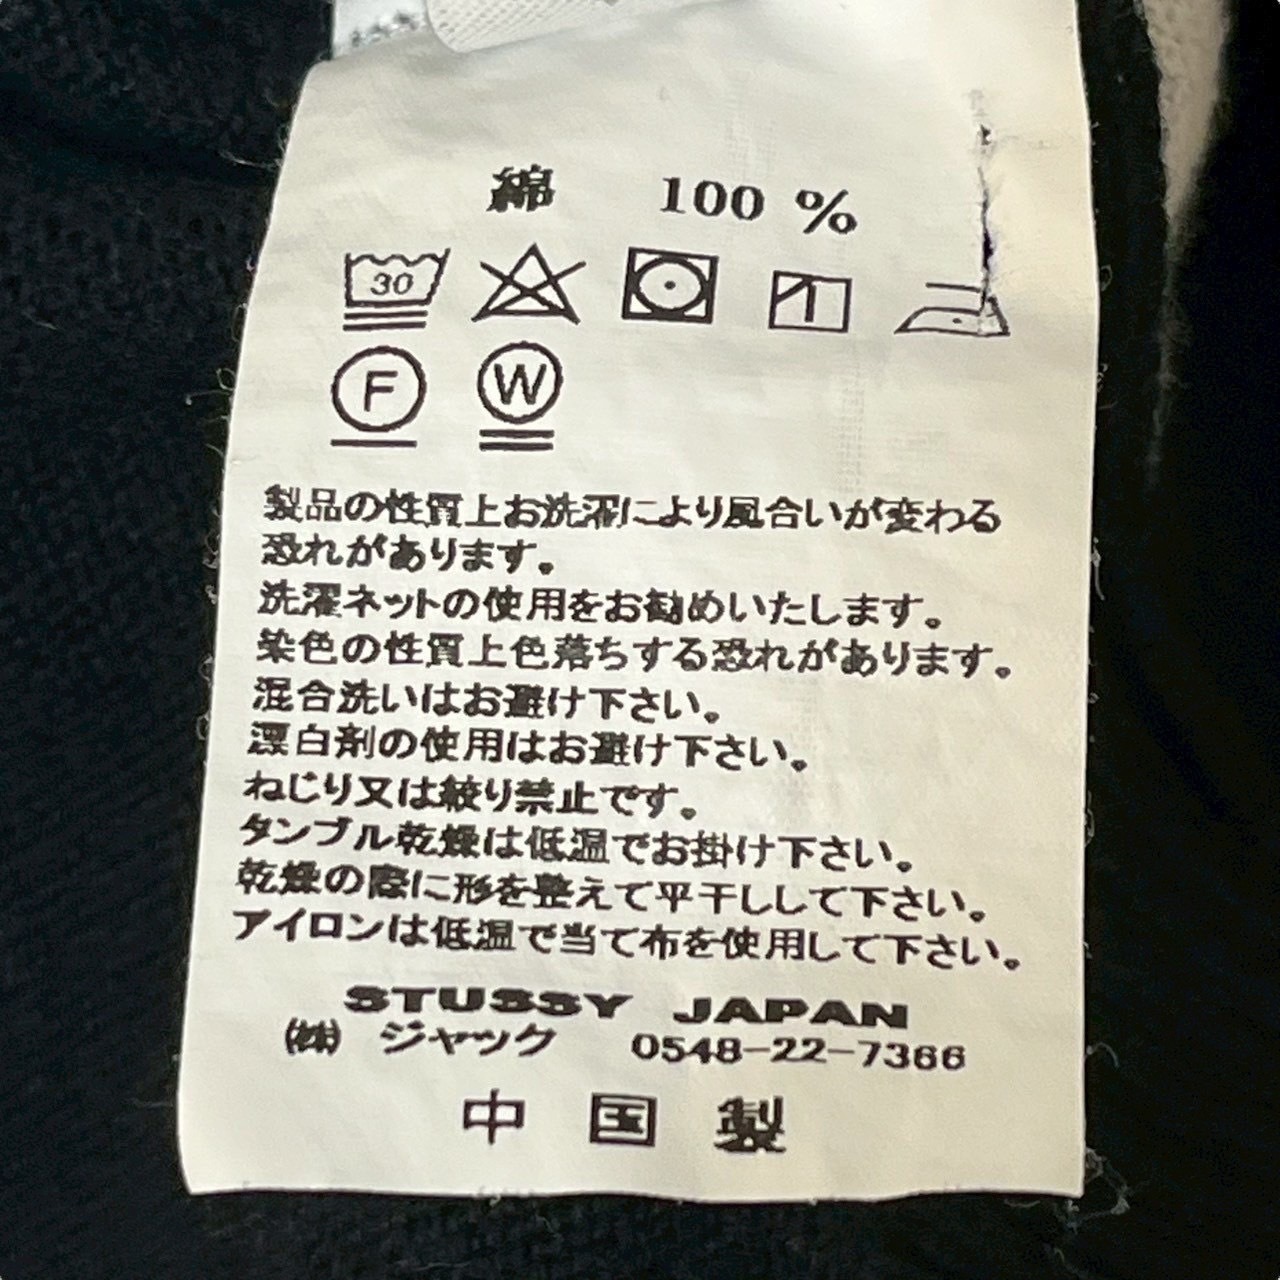 綿 100 %
30
F W
製品の性質上お洗濯により風合いが変わる
恐れがあります。
洗濯ネットの使用をお勧めいたします。
染色の性質上色落ちする恐れがあります。
混合洗いはお避け下さい。
漂白剤の使用はお避け下さい。
ねじり又は絞り禁止です。
タンブル乾燥は低温でお掛け下さい。
乾燥の際に形を整えて平干しして下さい。
アイロンは低温で当て布を使用して下さい。
STUSSY JAPAN
㈱ ジャック 0548-22-7366
中国製